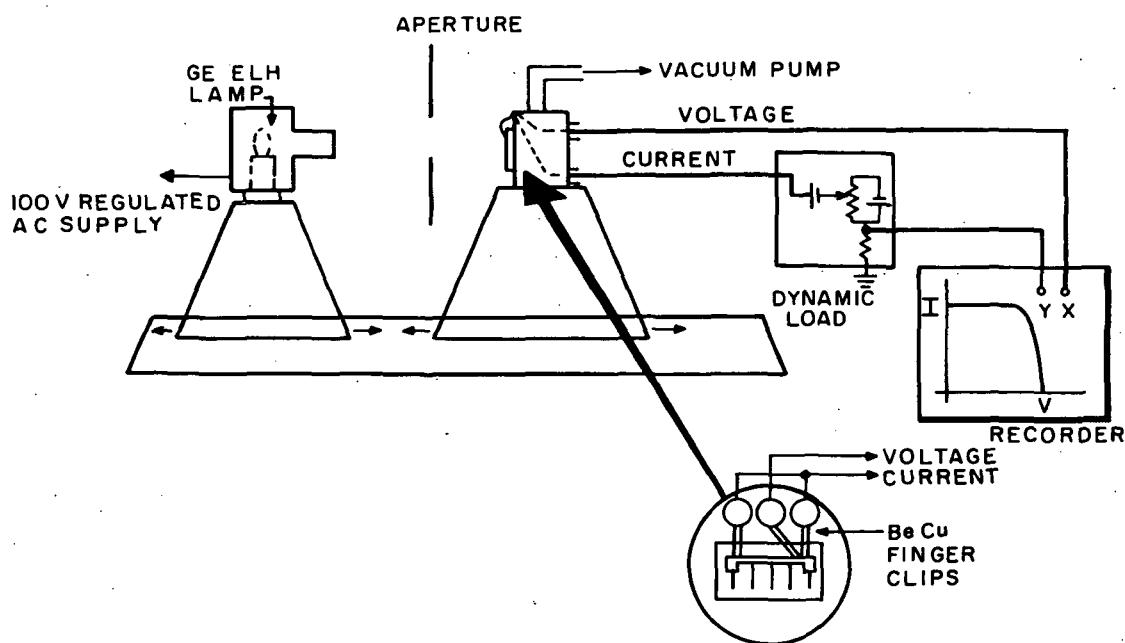 APERTURE
GE ELH
LAMP
VACUUM PUMP
VOLTAGE
CURRENT
100V REGULATED
AC SUPPLY
DYNAMIC
LOAD
I
Y X
V
RECORDER
VOLTAGE
CURRENT
Be Cu
FINGER
CLIPS